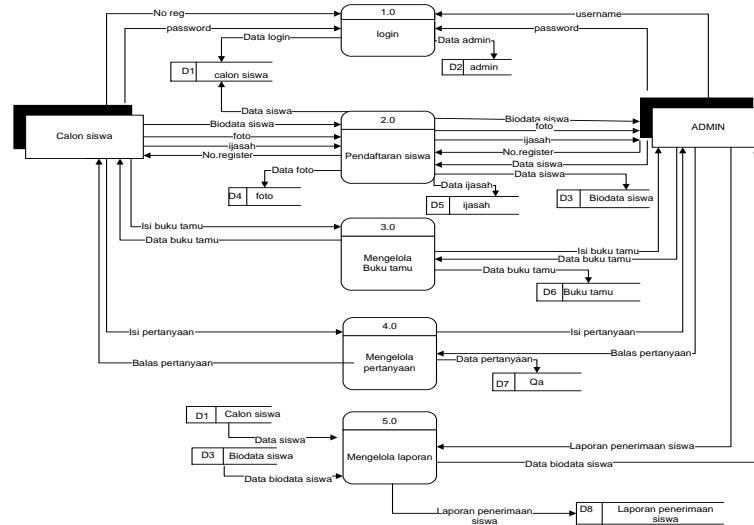 No reg
1.0
username
password
login
password
Data login
Data admin
D1
calon siswa
D2
admin
Data siswa
Calon siswa
Biodata siswa
foto
ijasah
No.register
2.0
Pendaftaran siswa
Biodata siswa
foto
ijasah
No.register
Data siswa
Data siswa
ADMIN
Data foto
D4
foto
Data ijasah
D5
ijasah
D3
Biodata siswa
Isi buku tamu
Data buku tamu
3.0
Mengelola
Buku tamu
Isi buku tamu
Data buku tamu
Data buku tamu
D6
Buku tamu
Isi pertanyaan
4.0
Isi pertanyaan
Balas pertanyaan
Mengelola
pertanyaan
Balas pertanyaan
Data pertanyaan
D7
Qa
D1
Calon siswa
Data siswa
D3
Biodata siswa
Data biodata siswa
5.0
Mengelola laporan
Laporan penerimaan siswa
Data biodata siswa
Laporan penerimaan
siswa
D8
Laporan penerimaan
siswa